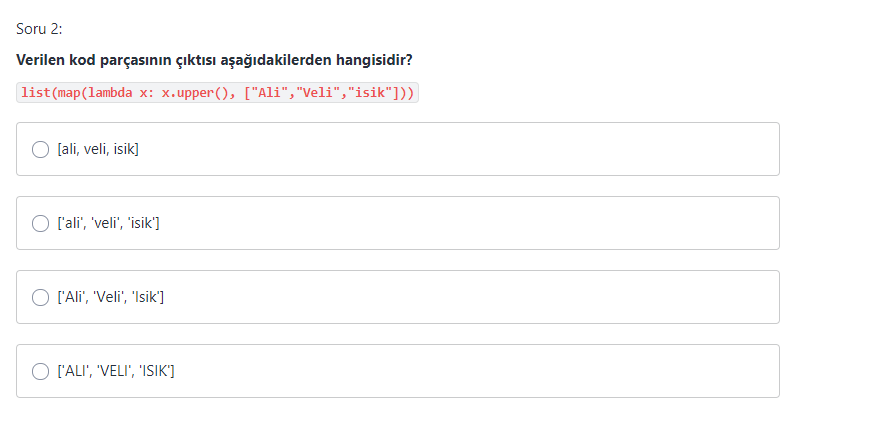 Soru 2:
Verilen kod parçasının çıktısı aşağıdakilerden hangisidir?
list(map(lambda x: x.upper(), ["Ali","Veli","isik"]))
[ali, veli, isik]
['ali', 'veli', 'isik']
['Ali', 'Veli', 'Isik']
['ALI', 'VELI', 'ISIK']